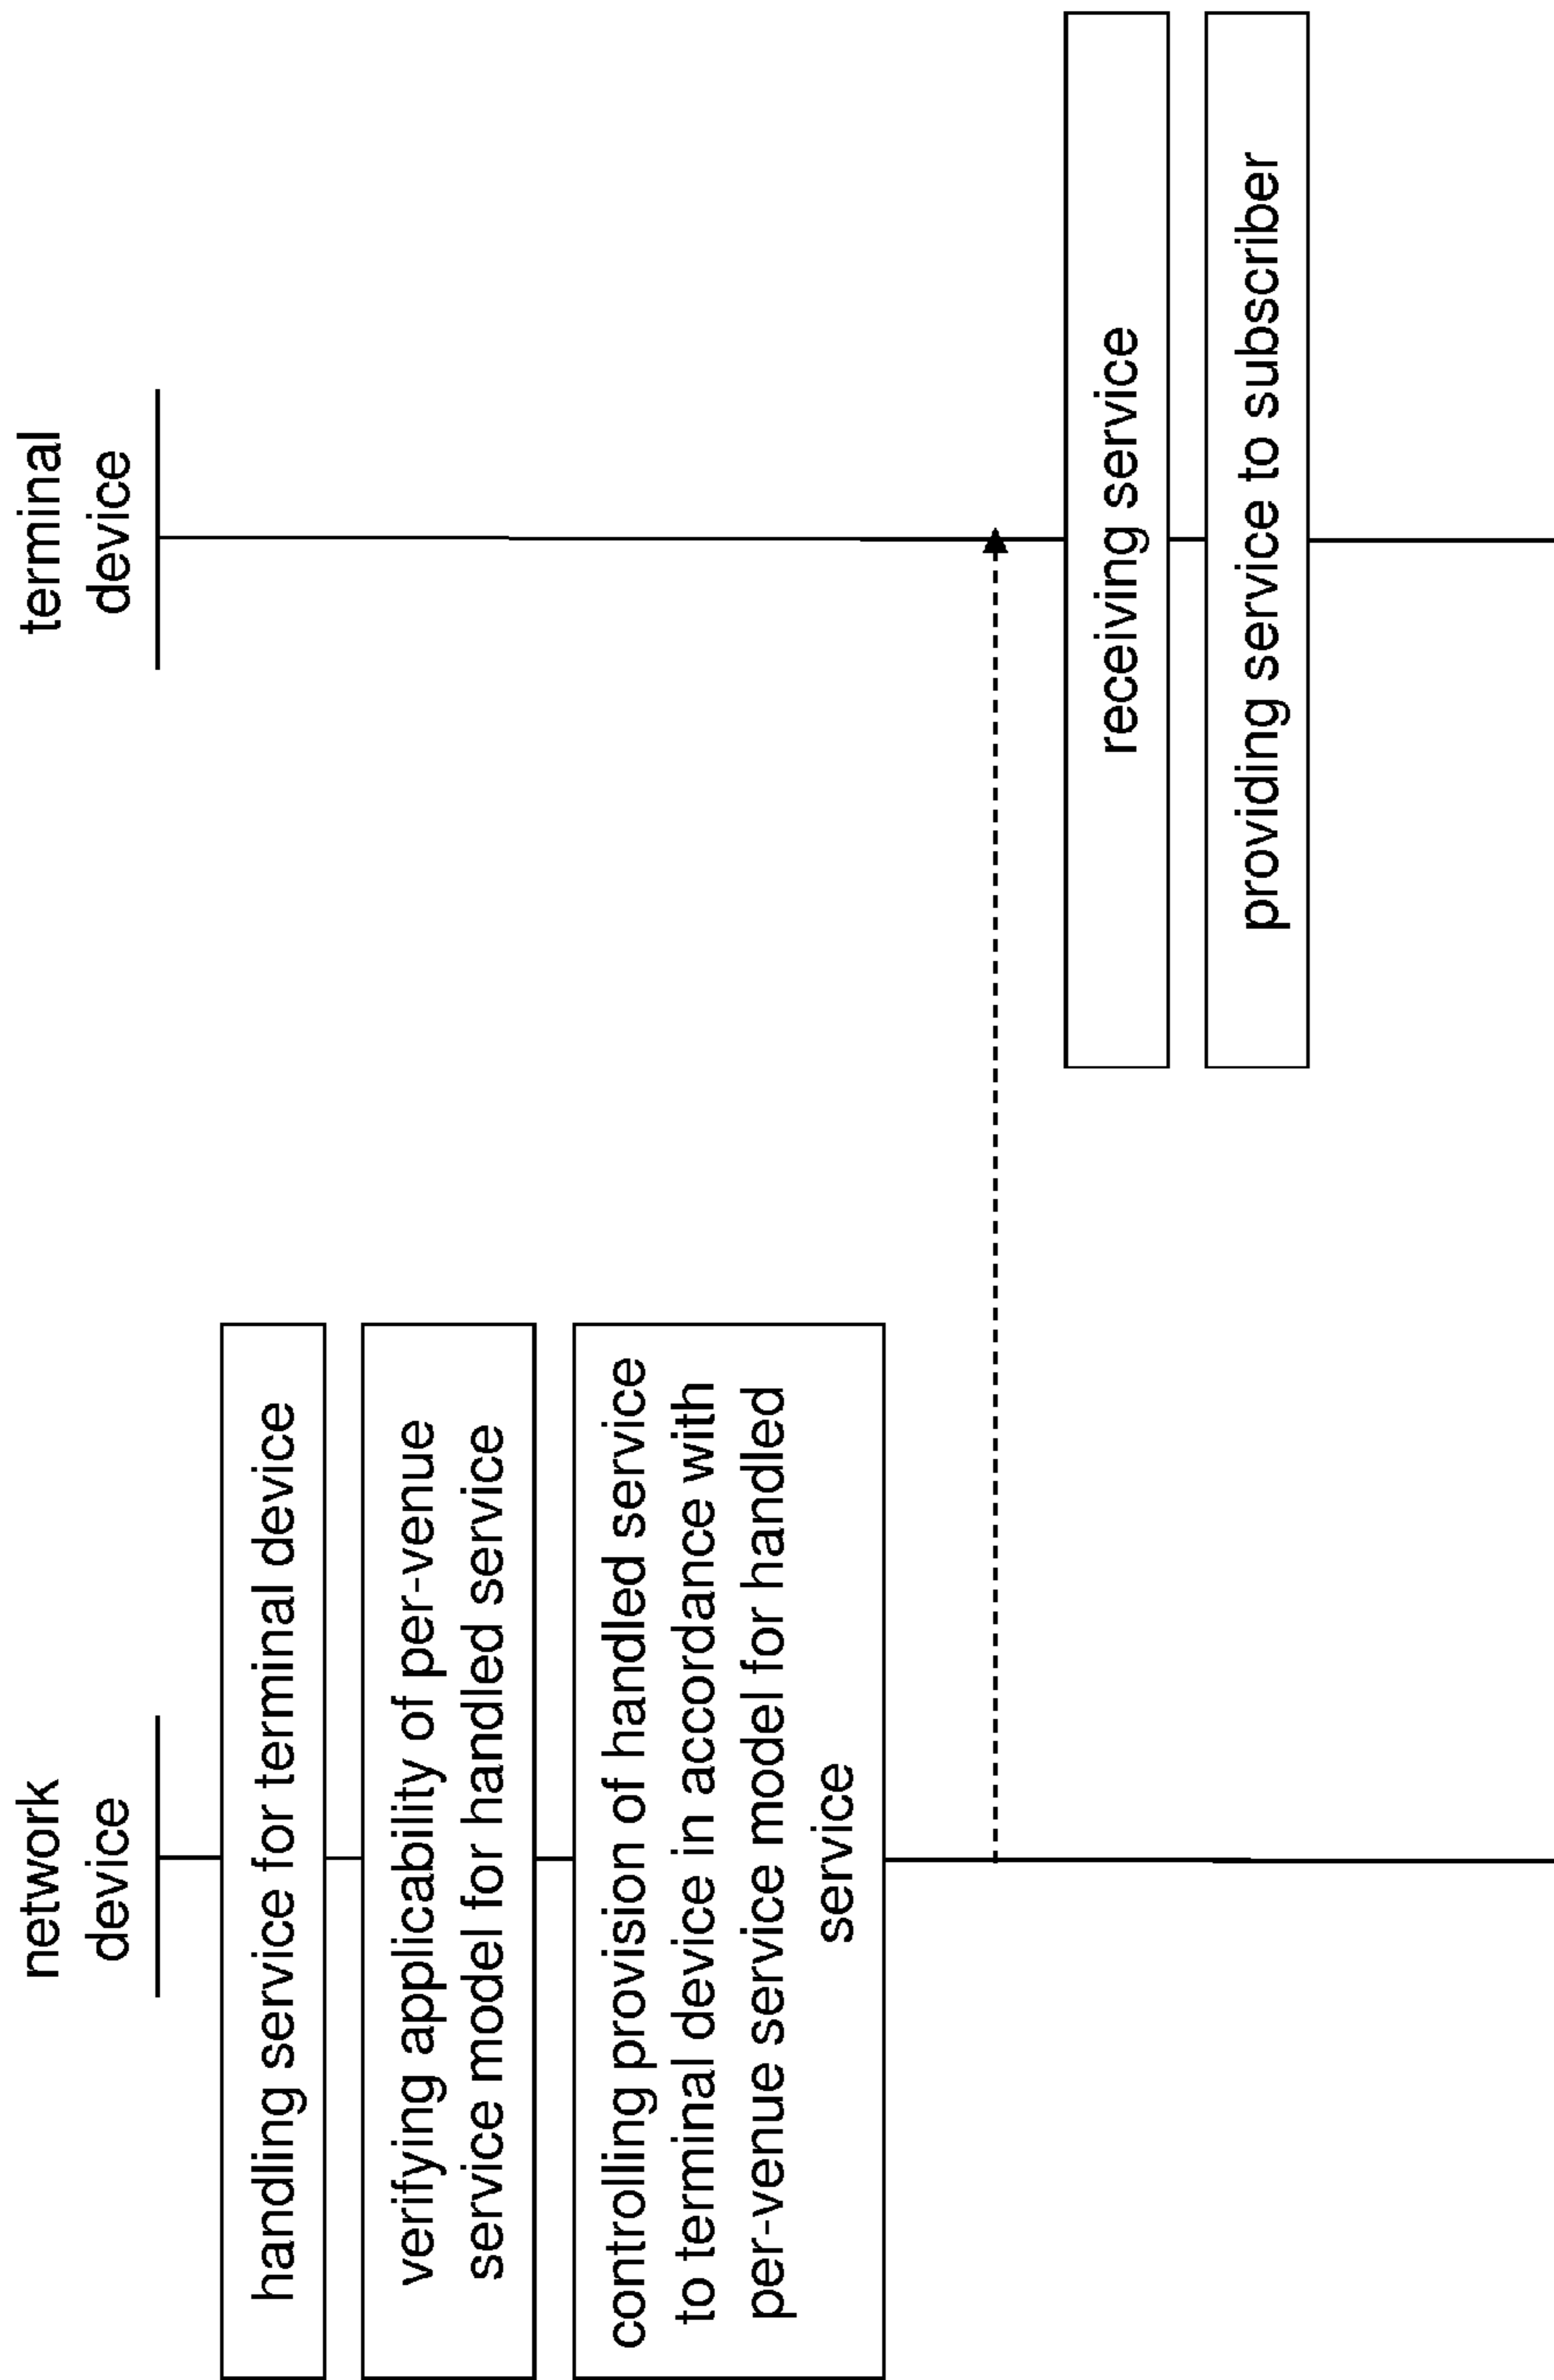 network
device
terminal
device
handling service for terminal device
verifying applicability of per-venue
service model for handled service
controlling provision of handled service
to terminal device in accordance with
per-venue service model for handled
service
receiving service
providing service to subscriber